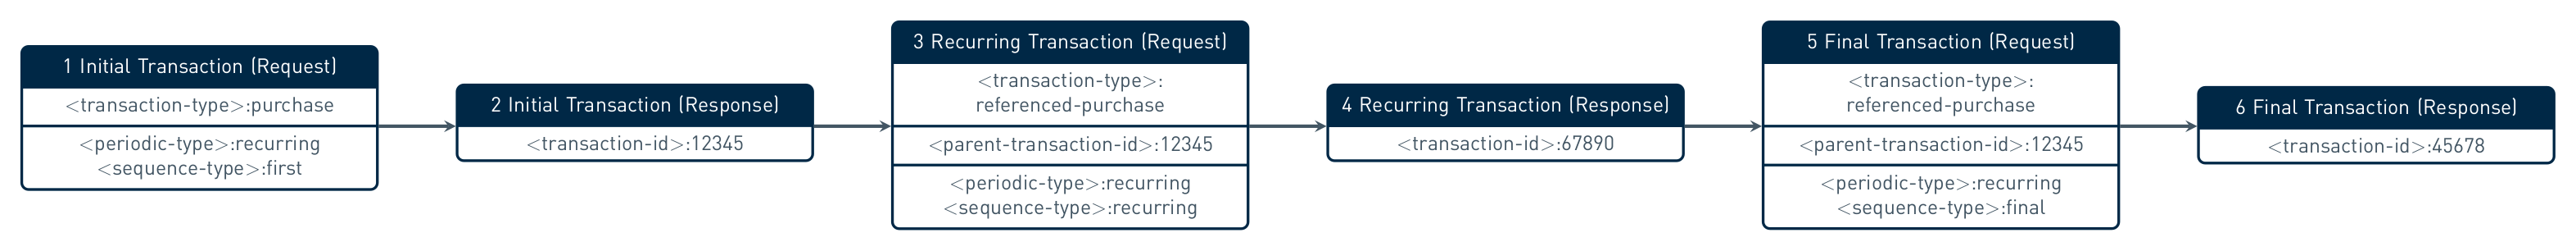 1 Initial Transaction (Request)
<transaction-type>:purchase
<periodic-type>:recurring
<sequence-type>:first
2 Initial Transaction (Response)
<transaction-id>:12345
3 Recurring Transaction (Request)
<transaction-type>:
referenced-purchase
<parent-transaction-id>:12345
<periodic-type>:recurring
<sequence-type>:recurring
4 Recurring Transaction (Response)
<transaction-id>:67890
5 Final Transaction (Request)
<transaction-type>:
referenced-purchase
<parent-transaction-id>:12345
<periodic-type>:recurring
<sequence-type>:final
6 Final Transaction (Response)
<transaction-id>:45678